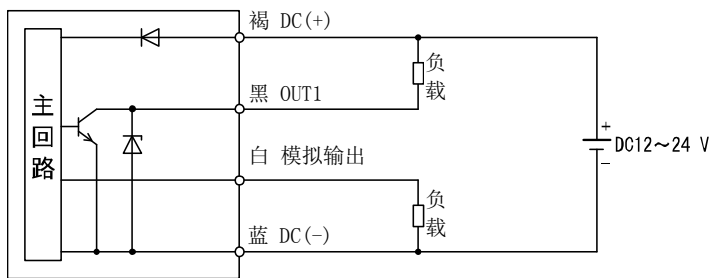 褐 DC(+)
负载
黑 OUT1
主回路
白 模拟输出
+
DC12～24 V
−
负载
蓝 DC(−)